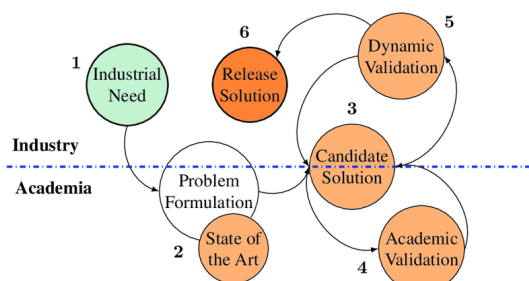 1
Industrial
Need
6
Release
Solution
5
Dynamic
Validation
3
Candidate
Solution
Industry
Academia
Problem
Formulation
2
State of
the Art
4
Academic
Validation